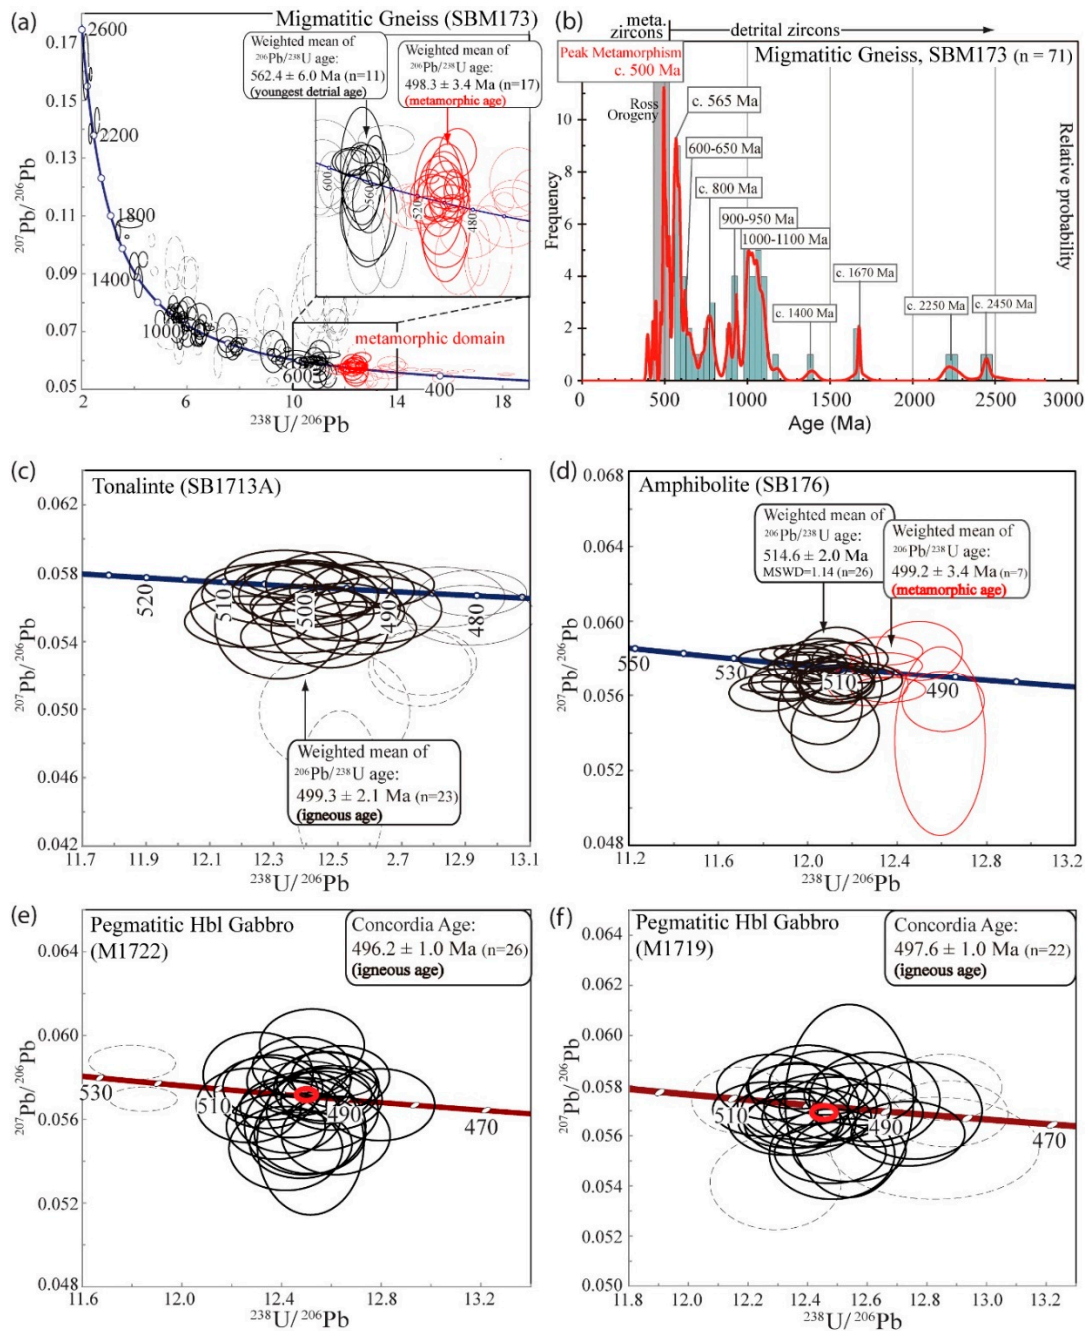 (a)
Migmatitic Gneiss (SBM173)
Weighted mean of
²⁰⁶Pb/²³⁸U age:
562.4 ± 6.0 Ma (n=11)
(youngest detrial age)
Weighted mean of
²⁰⁶Pb/²³⁸U age:
498.3 ± 3.4 Ma (n=17)
(metamorphic age)
600
560
520
480
metamorphic domain
2600
2200
1800
1400
1000
600
400
0.17
0.15
0.13
0.11
0.09
0.07
0.05
²⁰⁷Pb/²⁰⁶Pb
2 6 10 14 18
²³⁸U/²⁰⁶Pb
(b)
meta.
zircons
detrital zircons
Migmatitic Gneiss, SBM173 (n = 71)
Peak Metamorphism
c. 500 Ma
Ross
Orogeny
c. 565 Ma
600-650 Ma
c. 800 Ma
900-950 Ma
1000-1100 Ma
c. 1400 Ma
c. 1670 Ma
c. 2250 Ma
c. 2450 Ma
Frequency
Relative probability
10
8
6
4
2
0
0 500 1000 1500 2000 2500 3000
Age (Ma)
(c)
Tonalinte (SB1713A)
520
510
500
490
480
Weighted mean of
²⁰⁶Pb/²³⁸U age:
499.3 ± 2.1 Ma (n=23)
(igneous age)
0.062
0.058
0.054
0.050
0.046
0.042
²⁰⁷Pb/²⁰⁶Pb
11.7 11.9 12.1 12.3 12.5 12.7 12.9 13.1
²³⁸U/²⁰⁶Pb
(d)
Amphibolite (SB176)
Weighted mean of
²⁰⁶Pb/²³⁸U age:
514.6 ± 2.0 Ma
MSWD=1.14 (n=26)
Weighted mean of
²⁰⁶Pb/²³⁸U age:
499.2 ± 3.4 Ma (n=7)
(metamorphic age)
550
530
510
490
0.068
0.064
0.060
0.056
0.052
0.048
²⁰⁷Pb/²⁰⁶Pb
11.2 11.6 12.0 12.4 12.8 13.2
²³⁸U/²⁰⁶Pb
(e)
Pegmatitic Hbl Gabbro
(M1722)
Concordia Age:
496.2 ± 1.0 Ma (n=26)
(igneous age)
530
510
490
470
0.064
0.060
0.056
0.052
0.048
²⁰⁷Pb/²⁰⁶Pb
11.6 12.0 12.4 12.8 13.2
²³⁸U/²⁰⁶Pb
(f)
Pegmatitic Hbl Gabbro
(M1719)
Concordia Age:
497.6 ± 1.0 Ma (n=22)
(igneous age)
510
490
470
0.064
0.062
0.060
0.058
0.056
0.054
0.052
0.050
²⁰⁷Pb/²⁰⁶Pb
11.8 12.0 12.2 12.4 12.6 12.8 13.0 13.2
²³⁸U/²⁰⁶Pb